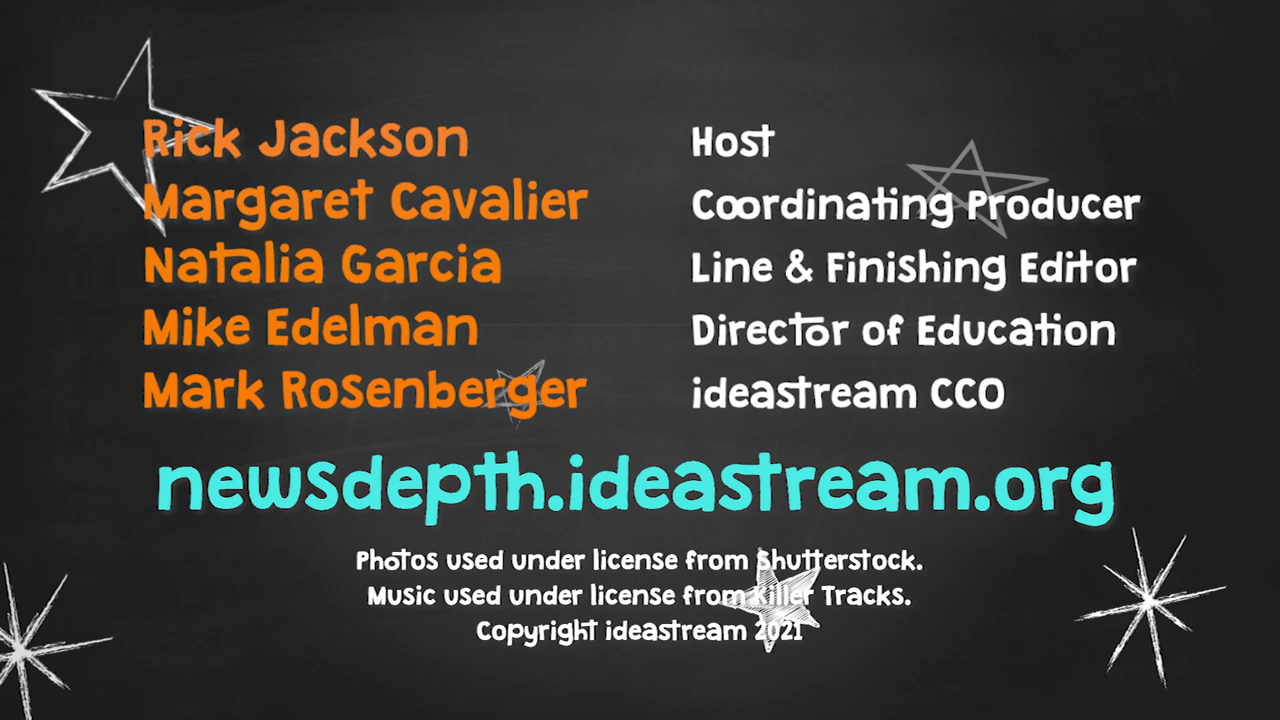 Rick Jackson Host
Margaret Cavalier Coordinating Producer
Natalia Garcia Line & Finishing Editor
Mike Edelman Director of Education
Mark Rosenberger ideastream CCO
newsdepth.ideastream.org
Photos used under license from Shutterstock.
Music used under license from Killer Tracks.
Copyright ideastream 2021